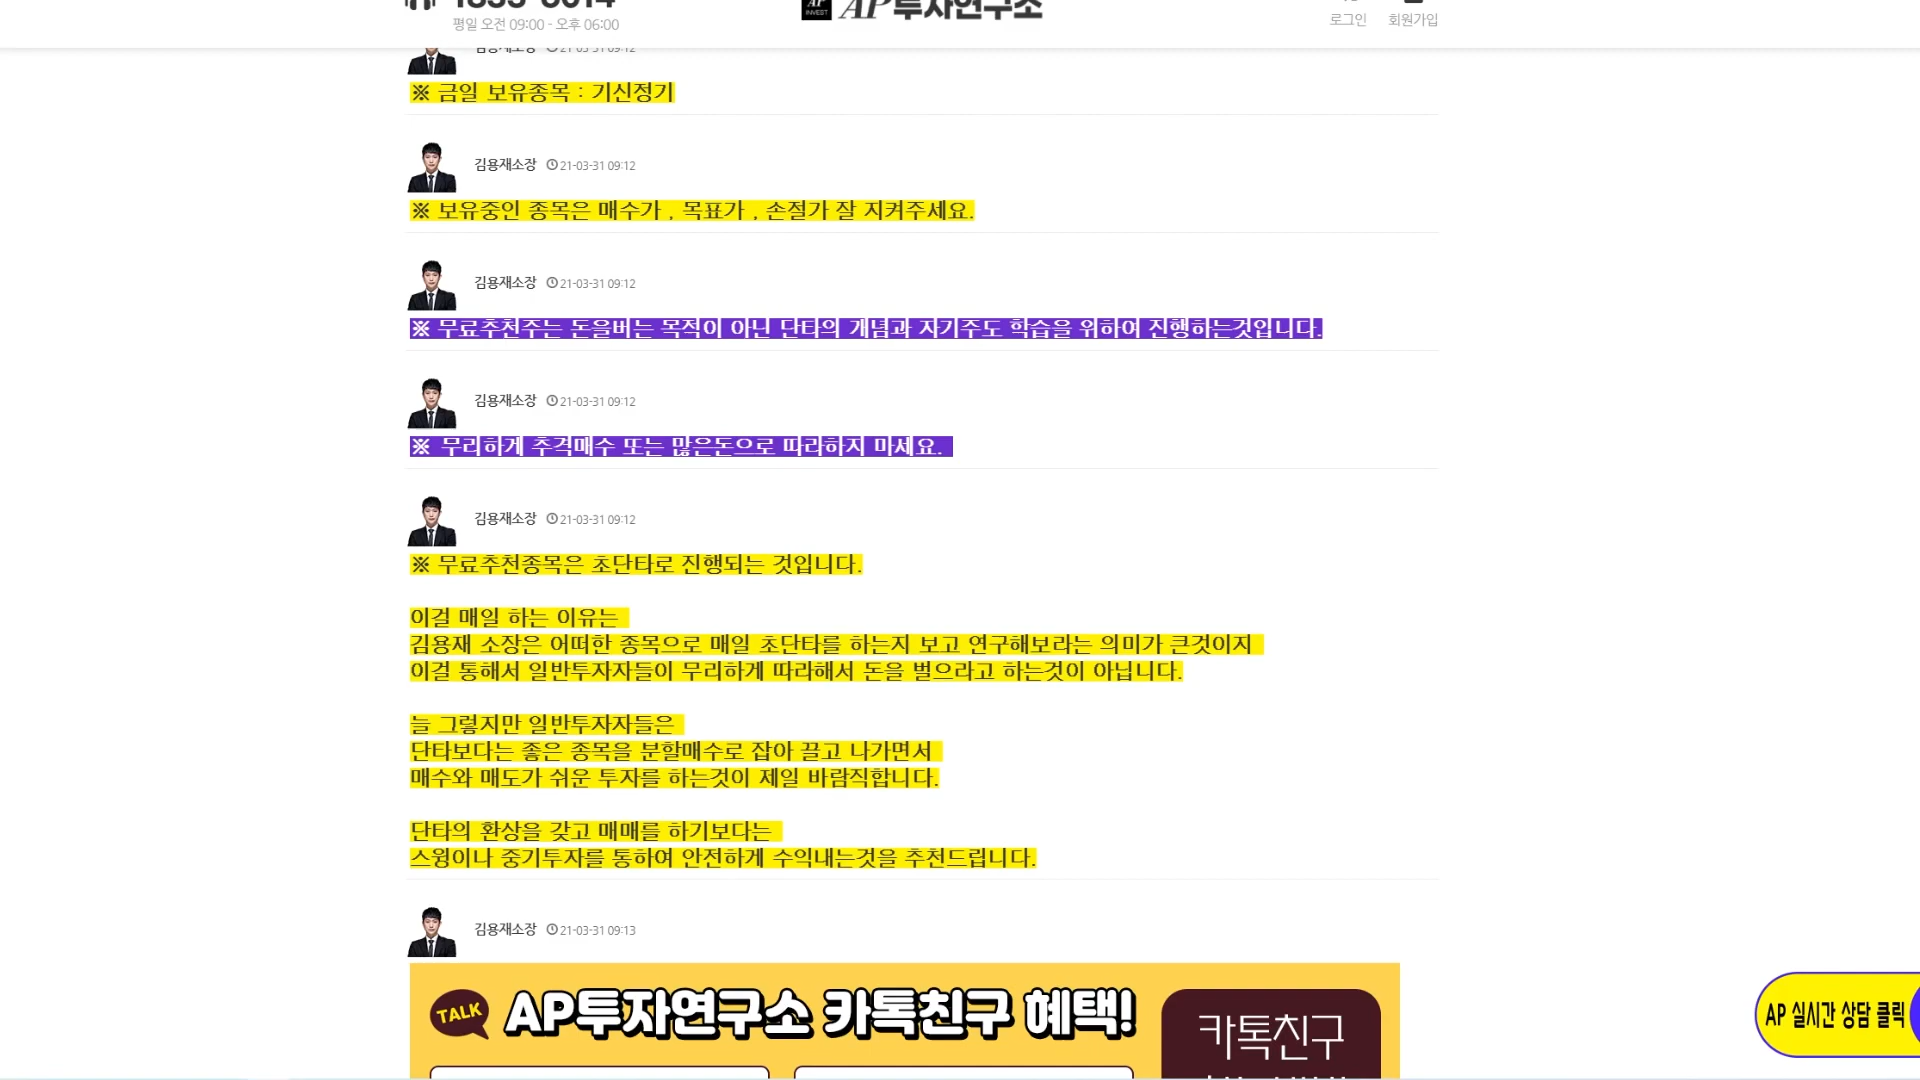 평일 오전 09:00 - 오후 06:00
AP
INVEST
AP투자연구소
로그인 회원가입
김용재소장 21-03-31 09:12
※ 금일 보유종목 : 기신정기
김용재소장 21-03-31 09:12
※ 보유중인 종목은 매수가 , 목표가 , 손절가 잘 지켜주세요.
김용재소장 21-03-31 09:12
※ 무료추천주는 돈을버는 목적이 아닌 단타의 개념과 자기주도 학습을 위하여 진행하는것입니다.
김용재소장 21-03-31 09:12
※ 무리하게 추격매수 또는 많은돈으로 따라하지 마세요.
김용재소장 21-03-31 09:12
※ 무료추천종목은 초단타로 진행되는 것입니다.
이걸 매일 하는 이유는
김용재 소장은 어떠한 종목으로 매일 초단타를 하는지 보고 연구해보라는 의미가 큰것이지
이걸 통해서 일반투자자들이 무리하게 따라해서 돈을 벌으라고 하는것이 아닙니다.
늘 그렇지만 일반투자자들은
단타보다는 좋은 종목을 분할매수로 잡아 끌고 나가면서
매수와 매도가 쉬운 투자를 하는것이 제일 바람직합니다.
단타의 환상을 갖고 매매를 하기보다는
스윙이나 중기투자를 통하여 안전하게 수익내는것을 추천드립니다.
김용재소장 21-03-31 09:13
TALK AP투자연구소 카톡친구 혜택!
카톡친구
AP 실시간 상담 클릭